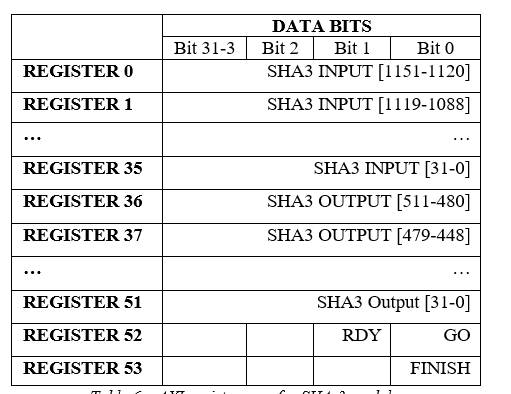 DATA BITS
Bit 31-3 Bit 2 Bit 1 Bit 0
REGISTER 0 SHA3 INPUT [1151-1120]
REGISTER 1 SHA3 INPUT [1119-1088]
… …
REGISTER 35 SHA3 INPUT [31-0]
REGISTER 36 SHA3 OUTPUT [511-480]
REGISTER 37 SHA3 OUTPUT [479-448]
… …
REGISTER 51 SHA3 Output [31-0]
REGISTER 52 RDY GO
REGISTER 53 FINISH